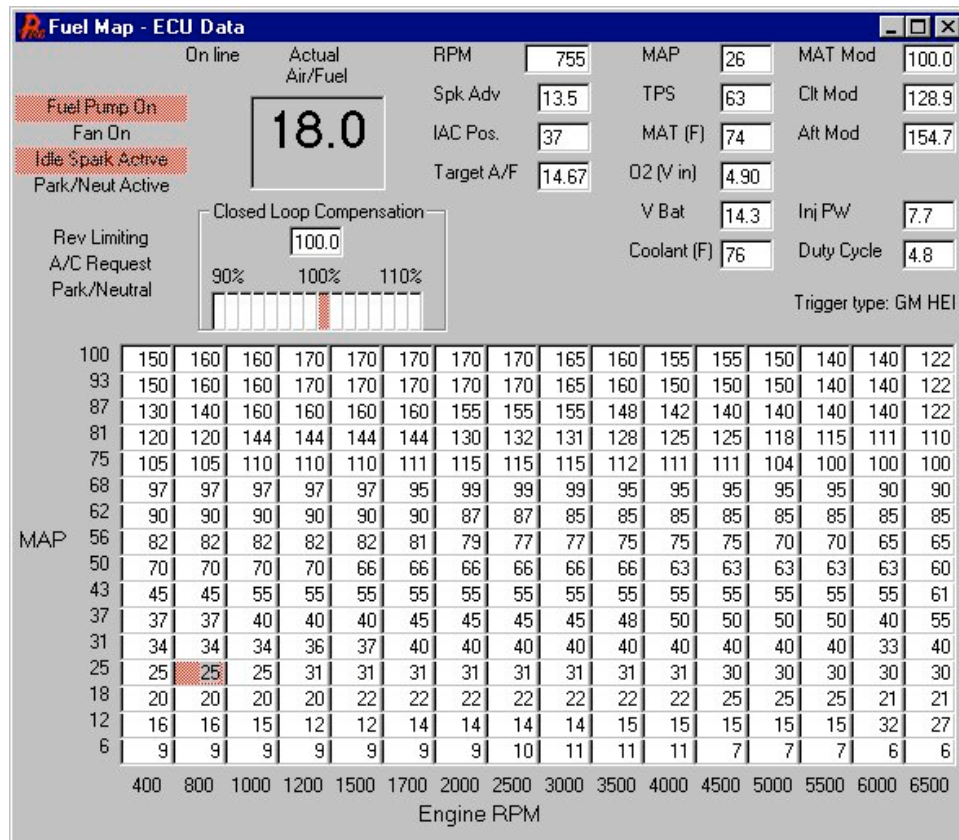 Fuel Map - ECU Data
On line Actual Air/Fuel RPM 755 MAP 26 MAT Mod 100.0
Fuel Pump On 18.0 Spk Adv 13.5 TPS 63 Clt Mod 128.9
Fan On IAC Pos. 37 MAT (F) 74 Aft Mod 154.7
Idle Spark Active Target A/F 14.67 O2 (V in) 4.90
Park/Neut Active
Closed Loop Compensation V Bat 14.3 Inj PW 7.7
Rev Limiting 100.0
A/C Request Coolant (F) 76 Duty Cycle 4.8
Park/Neutral 90% 100% 110%
Trigger type: GM HEI
100 150 160 160 170 170 170 170 170 165 160 155 155 150 140 140 122
93 150 160 160 170 170 170 170 170 165 160 150 150 150 140 140 122
87 130 140 160 160 160 160 155 155 155 148 142 140 140 140 140 122
81 120 120 144 144 144 144 130 132 131 128 125 125 118 115 111 110
75 105 105 110 110 110 111 115 115 115 112 111 111 104 100 100 100
68 97 97 97 97 97 95 99 99 99 95 95 95 95 95 90 90
62 90 90 90 90 90 90 87 87 85 85 85 85 85 85 85 85
MAP 56 82 82 82 82 82 81 79 77 77 75 75 75 70 70 65 65
50 70 70 70 70 66 66 66 66 66 66 63 63 63 63 63 60
43 45 45 55 55 55 55 55 55 55 55 55 55 55 55 55 61
37 37 37 40 40 40 45 45 45 45 48 50 50 50 50 40 55
31 34 34 34 36 37 40 40 40 40 40 40 40 40 40 33 40
25 25 25 25 31 31 31 31 31 31 31 31 30 30 30 30 30
18 20 20 20 20 22 22 22 22 22 22 22 25 25 25 21 21
12 16 16 15 12 12 14 14 14 14 15 15 15 15 15 32 27
6 9 9 9 9 9 9 9 10 11 11 11 7 7 7 6 6
400 800 1000 1200 1500 1700 2000 2500 3000 3500 4000 4500 5000 5500 6000 6500
Engine RPM